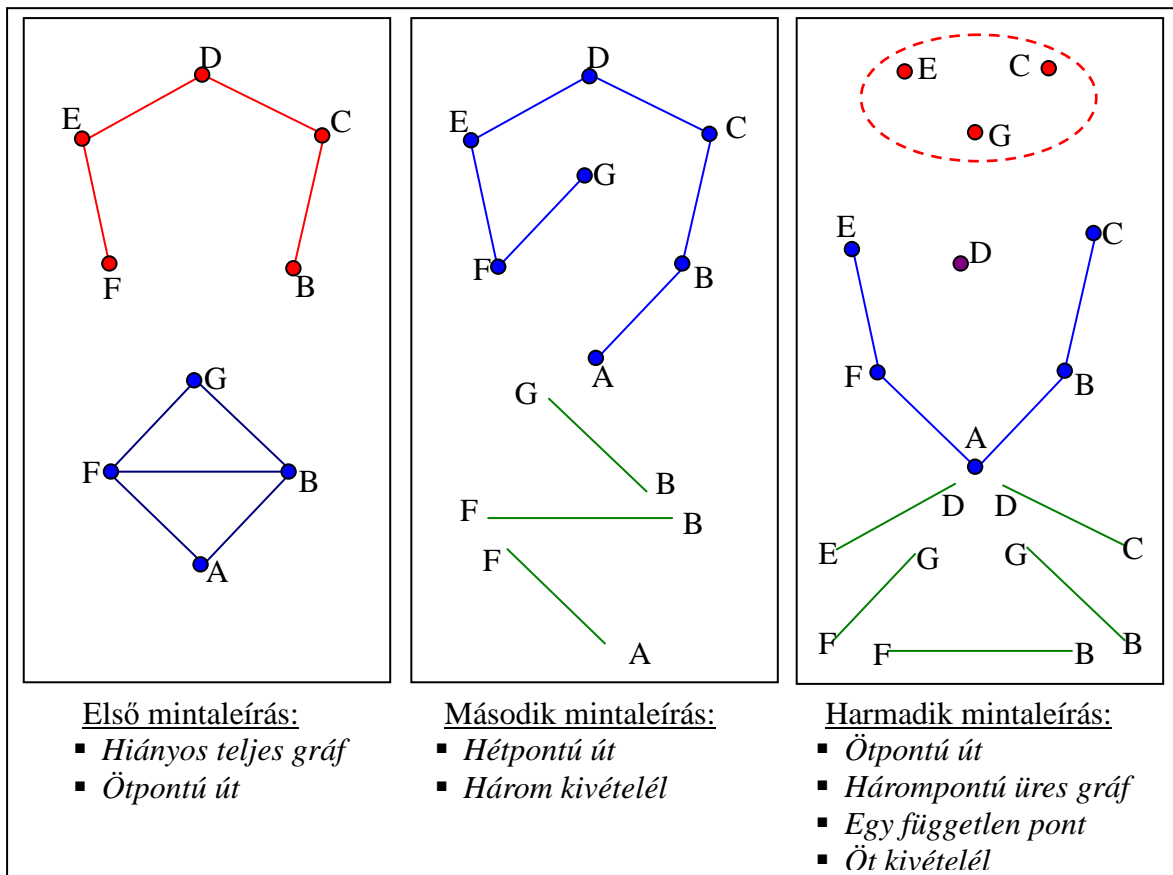 D
E
C
F
B
G
F
B
A
Első mintaleírás:
▪ Hiányos teljes gráf
▪ Ötpontú út
D
E
C
G
F
B
A
G
B
F
B
F
A
Második mintaleírás:
▪ Hétpontú út
▪ Három kivételél
E
C
G
E
C
D
F
B
A
D D
E
C
G
G
F
B
F
B
Harmadik mintaleírás:
▪ Ötpontú út
▪ Hárompontú üres gráf
▪ Egy független pont
▪ Öt kivételél